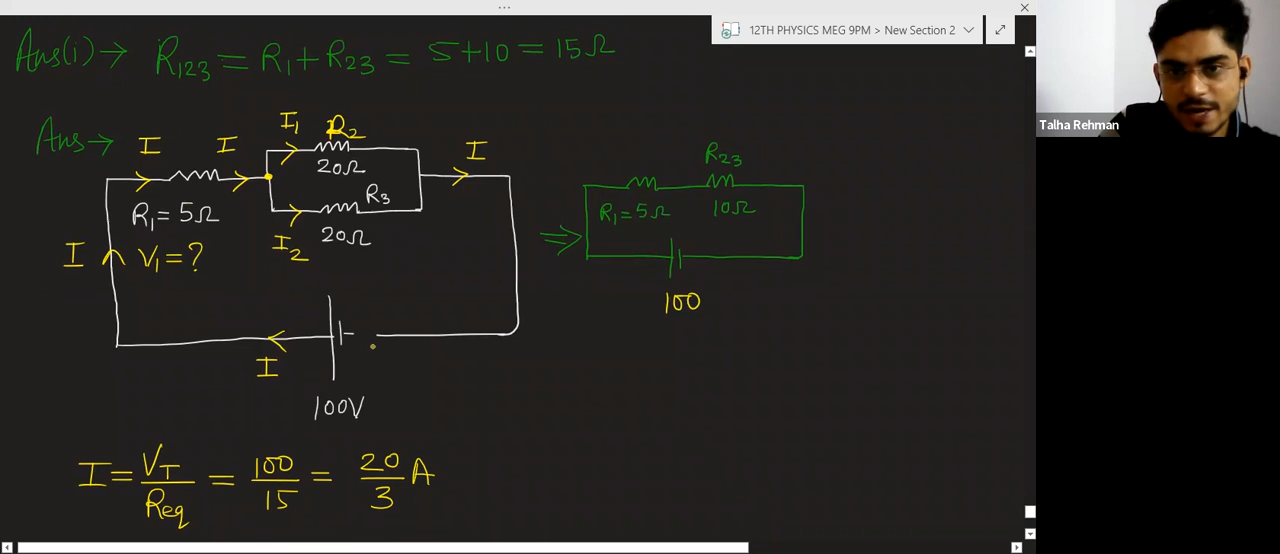 12TH PHYSICS MEG 9PM > New Section 2
Ans(i) → R₁₂₃ = R₁ + R₂₃ = 5+10 = 15Ω
Talha Rehman
Ans →
I I I₁ R₂ I
20Ω
R₁ = 5Ω
R₃
I₂ 20Ω
I V₁ = ?
I
100V
⇒
R₂₃
R₁ = 5Ω 10Ω
100
I = V_T/Req = 100/15 = 20/3 A